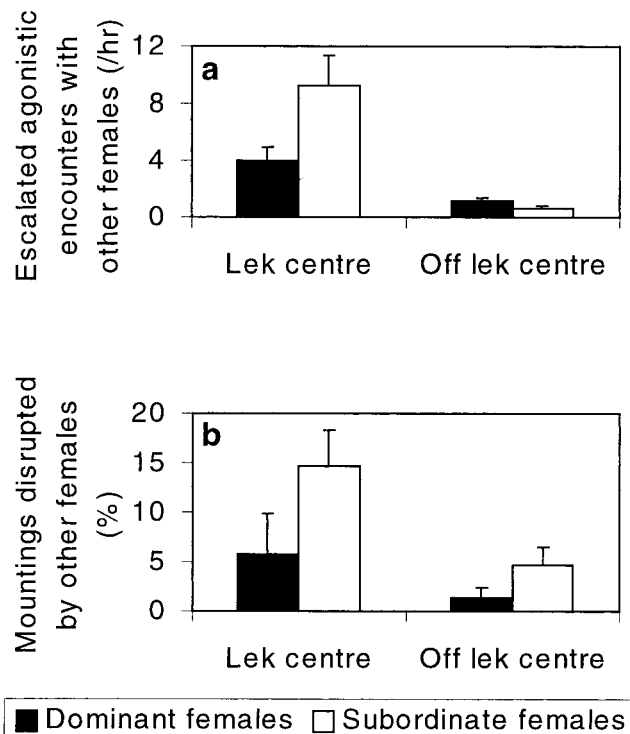 Escalated agonistic
encounters with
other females (/hr)
12
8
4
0
a
Lek centre
Off lek centre
Mountings disrupted
by other females
(%)
20
15
10
5
0
b
Lek centre
Off lek centre
Dominant females
Subordinate females